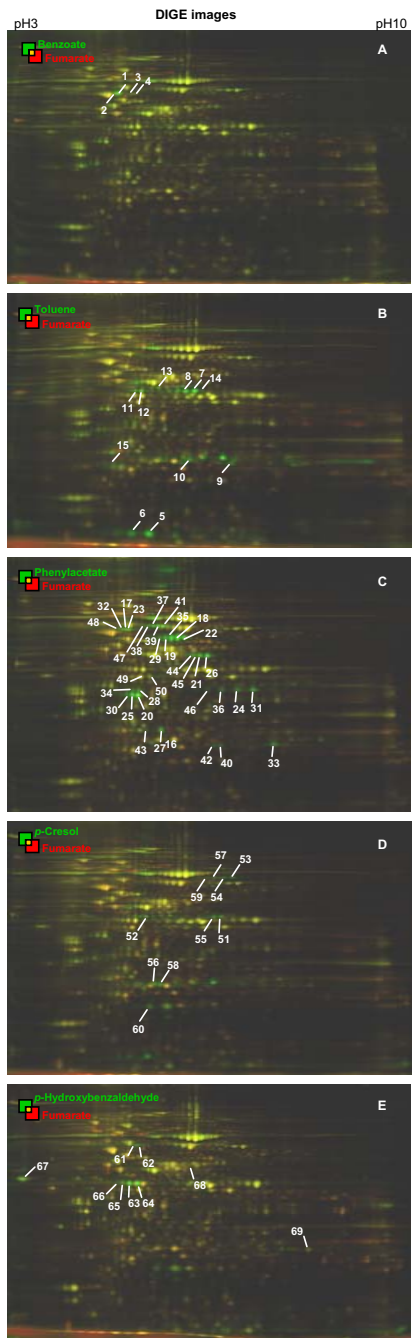 DIGE images
pH3 pH10
Benzoate
Fumarate
A
1 3 4
2
Toluene
Fumarate
B
13 8 7 14
11 12
15
10 9
6 5
Phenylacetate
Fumarate
C
32 17 23 37 41
48 35 18
47 38 39 22
29 19
44 26
45 21
49 50
34 28
30 25 20 46 36 24 31
43 27 16
42 40 33
p-Cresol
Fumarate
D
57 53
59 54
52 55 51
56 58
60
p-Hydroxybenzaldehyde
Fumarate
E
61 62
67
66 68
65 63 64
69